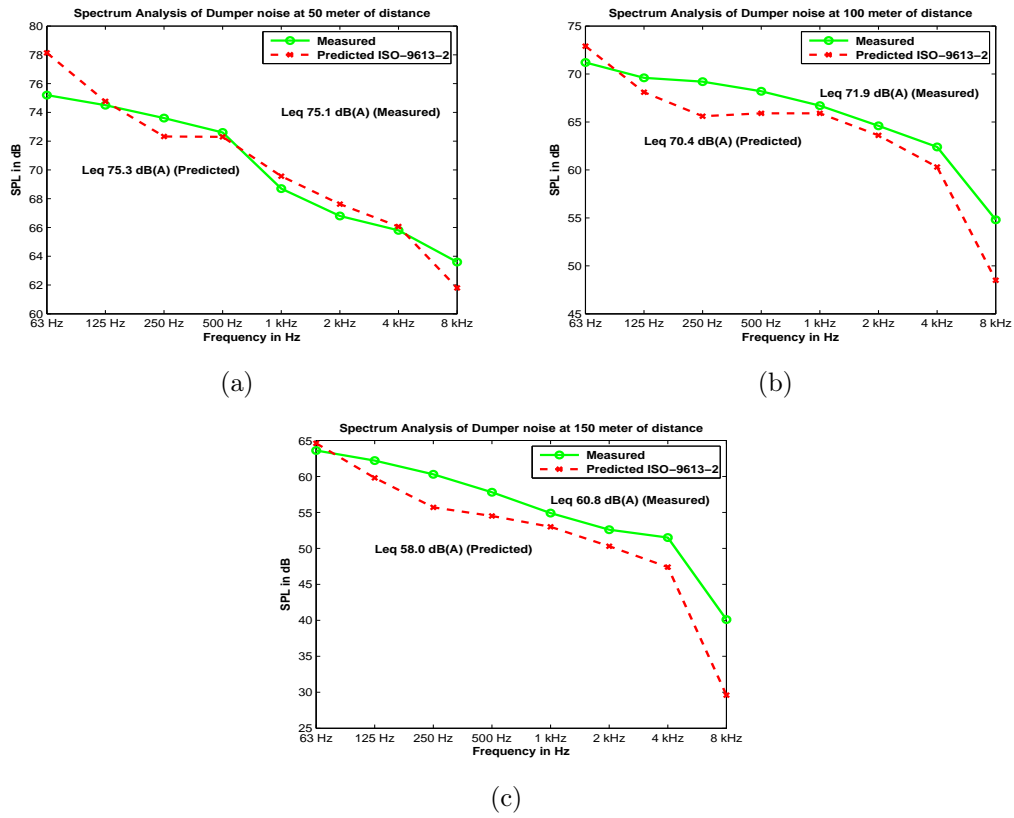 Spectrum Analysis of Dumper noise at 50 meter of distance
80
78
76
74
72
70
68
66
64
62
60
SPL in dB
Measured
Predicted ISO−9613−2
Leq 75.1 dB(A) (Measured)
Leq 75.3 dB(A) (Predicted)
63 Hz 125 Hz 250 Hz 500 Hz 1 kHz 2 kHz 4 kHz 8 kHz
Frequency in Hz
(a)
Spectrum Analysis of Dumper noise at 100 meter of distance
75
70
65
60
55
50
45
SPL in dB
Measured
Predicted ISO−9613−2
Leq 71.9 dB(A) (Measured)
Leq 70.4 dB(A) (Predicted)
63 Hz 125 Hz 250 Hz 500 Hz 1 kHz 2 kHz 4 kHz 8 kHz
Frequency in Hz
(b)
Spectrum Analysis of Dumper noise at 150 meter of distance
65
60
55
50
45
40
35
30
25
SPL in dB
Measured
Predicted ISO−9613−2
Leq 60.8 dB(A) (Measured)
Leq 58.0 dB(A) (Predicted)
63 Hz 125 Hz 250 Hz 500 Hz 1 kHz 2 kHz 4 kHz 8 kHz
Frequency in Hz
(c)